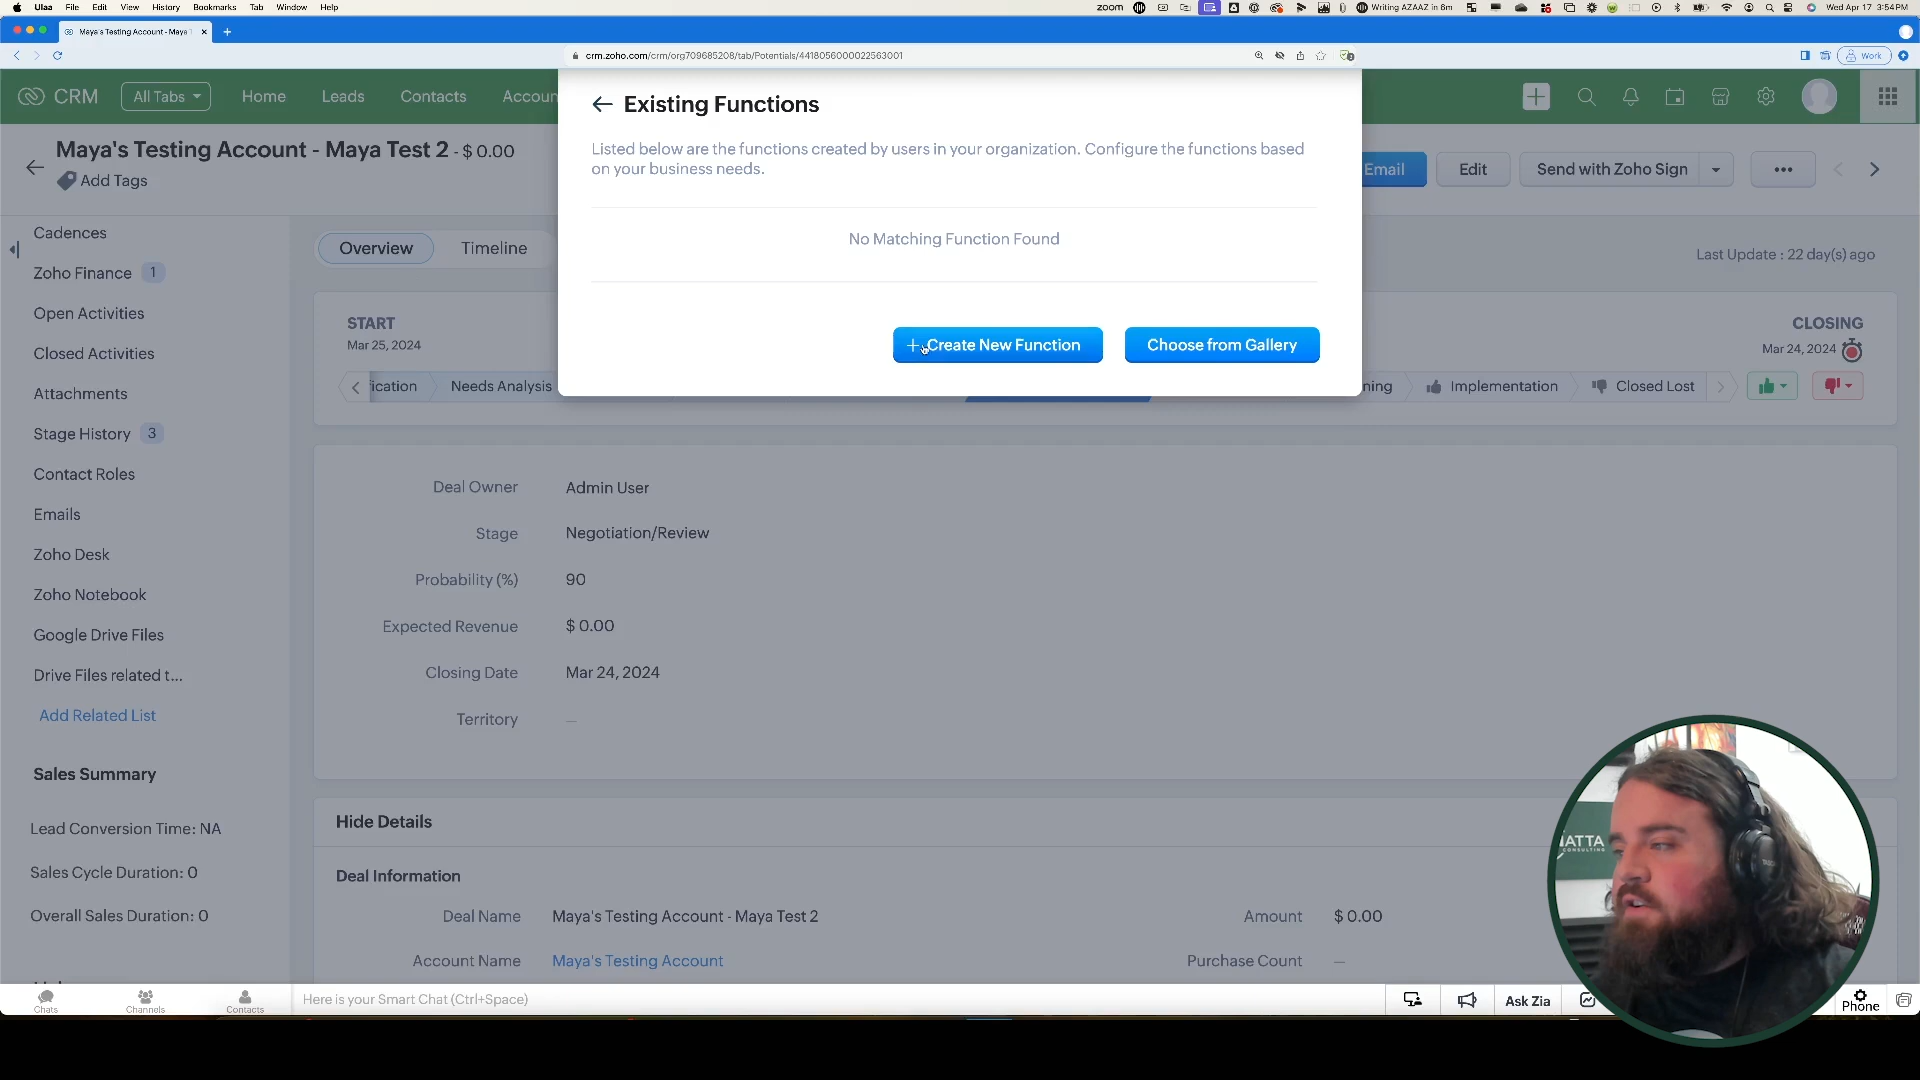 Ulaa File Edit View History Bookmarks Tab Window Help
zoom Writing AZAAZ in 6m Wed Apr 17 3:54PM
Maya's Testing Account - Maya T
crm.zoho.com/crm/org709685208/tab/Potentials/4418056000022563001
Work
CRM All Tabs Home Leads Contacts Accoun
Existing Functions
Listed below are the functions created by users in your organization. Configure the functions based
on your business needs.
No Matching Function Found
+ Create New Function
Choose from Gallery
Maya's Testing Account - Maya Test 2 - $ 0.00
Add Tags
Email Edit Send with Zoho Sign
Cadences
Zoho Finance 1
Open Activities
Closed Activities
Attachments
Stage History 3
Contact Roles
Emails
Zoho Desk
Zoho Notebook
Google Drive Files
Drive Files related t...
Add Related List
Sales Summary
Lead Conversion Time: NA
Sales Cycle Duration: 0
Overall Sales Duration: 0
Overview Timeline
Last Update : 22 day(s) ago
START
Mar 25, 2024
CLOSING
Mar 24, 2024
ication Needs Analysis ning Implementation Closed Lost
Deal Owner Admin User
Stage Negotiation/Review
Probability (%) 90
Expected Revenue $ 0.00
Closing Date Mar 24, 2024
Territory —
Hide Details
Deal Information
Deal Name Maya's Testing Account - Maya Test 2
Amount $ 0.00
Account Name Maya's Testing Account
Purchase Count —
Chats Channels Contacts
Here is your Smart Chat (Ctrl+Space)
Ask Zia
Phone
ATTA
CONSULTING